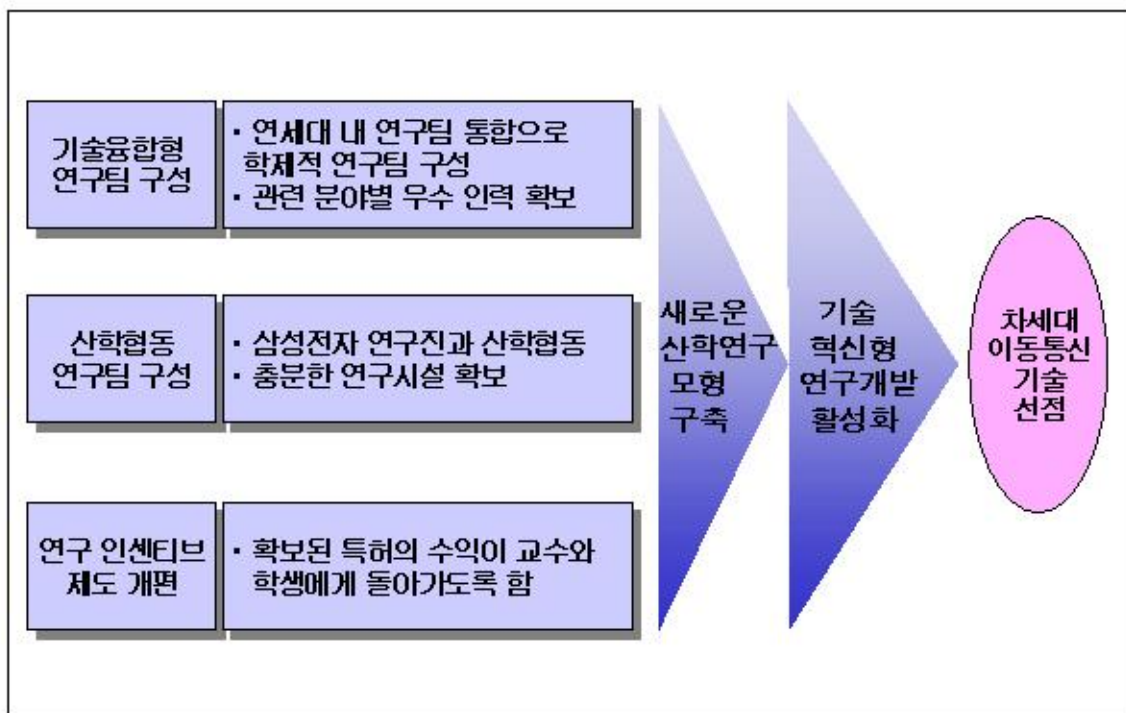 기술융합형
연구팀 구성
· 연세대 내 연구팀 통합으로
학제적 연구팀 구성
· 관련 분야별 우수 인력 확보
산학협동
연구팀 구성
· 삼성전자 연구진과 산학협동
· 충분한 연구시설 확보
연구 인센티브
제도 개편
· 확보된 특허의 수익이 교수와
학생에게 돌아가도록 함
새로운
산학연구
모형
구축
기술
혁신형
연구개발
활성화
차세대
이동통신
기술
선점